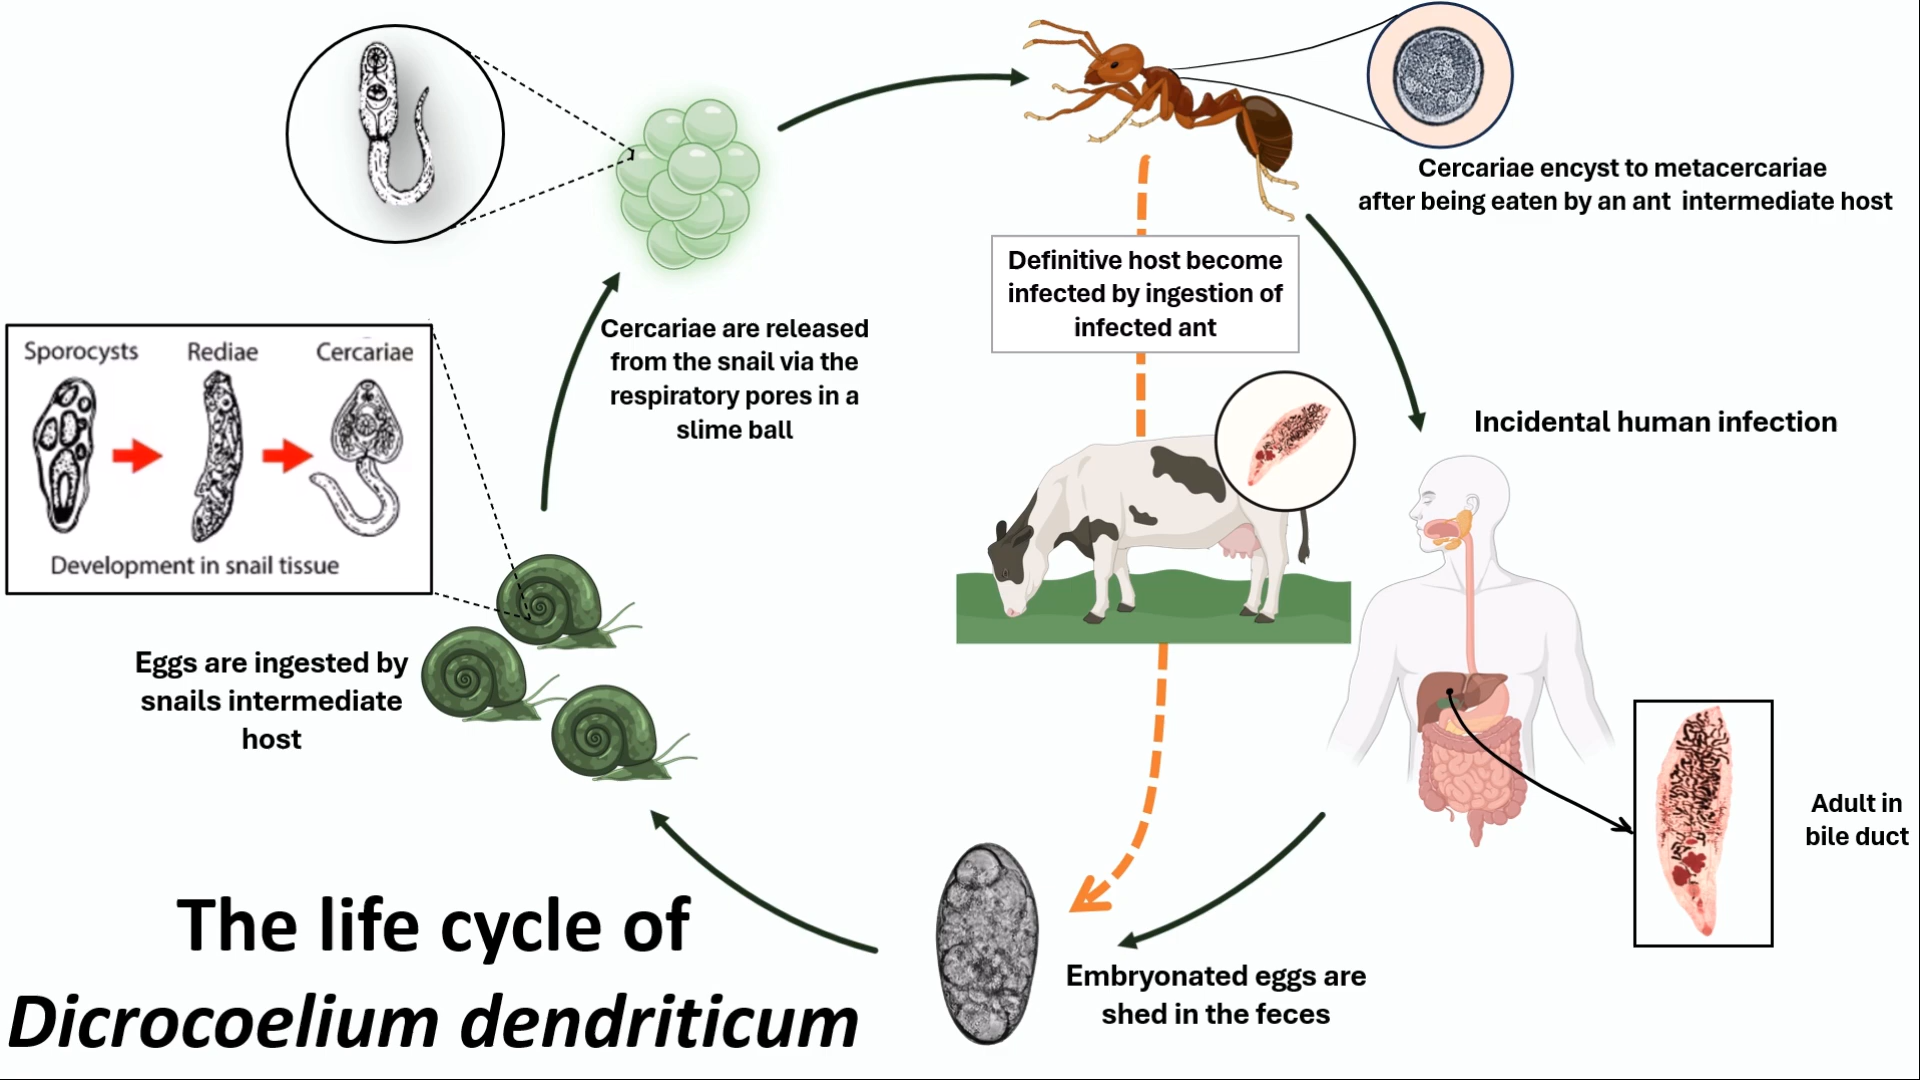 Cercariae encyst to metacercariae
after being eaten by an ant intermediate host
Definitive host become
infected by ingestion of
infected ant
Cercariae are released
from the snail via the
respiratory pores in a
slime ball
Sporocysts
Rediae
Cercariae
Development in snail tissue
Incidental human infection
Eggs are ingested by
snails intermediate
host
Adult in
bile duct
Embryonated eggs are
shed in the feces
The life cycle of
Dicrocoelium dendriticum